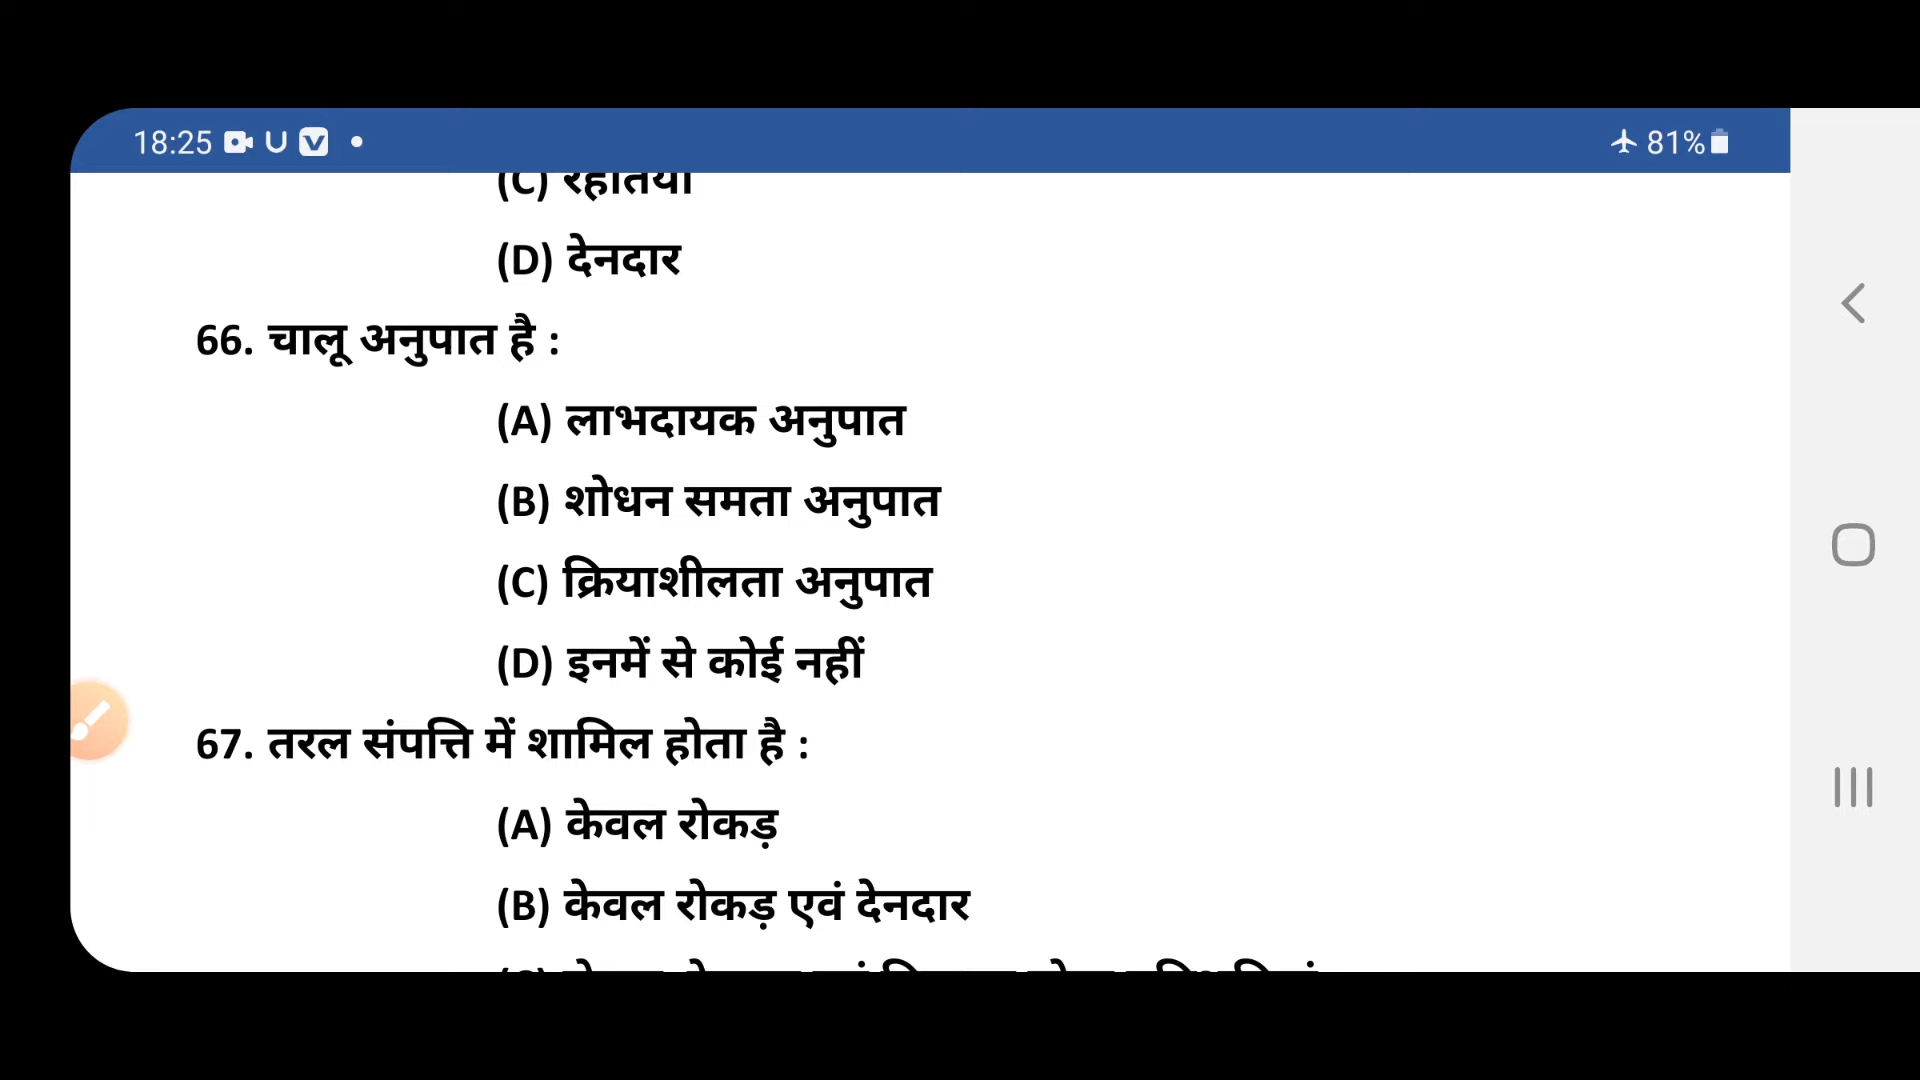 18:25 81%
(C) रहतिया
(D) देनदार
66. चालू अनुपात है :
(A) लाभदायक अनुपात
(B) शोधन समता अनुपात
(C) क्रियाशीलता अनुपात
(D) इनमें से कोई नहीं
67. तरल संपत्ति में शामिल होता है :
(A) केवल रोकड़
(B) केवल रोकड़ एवं देनदार